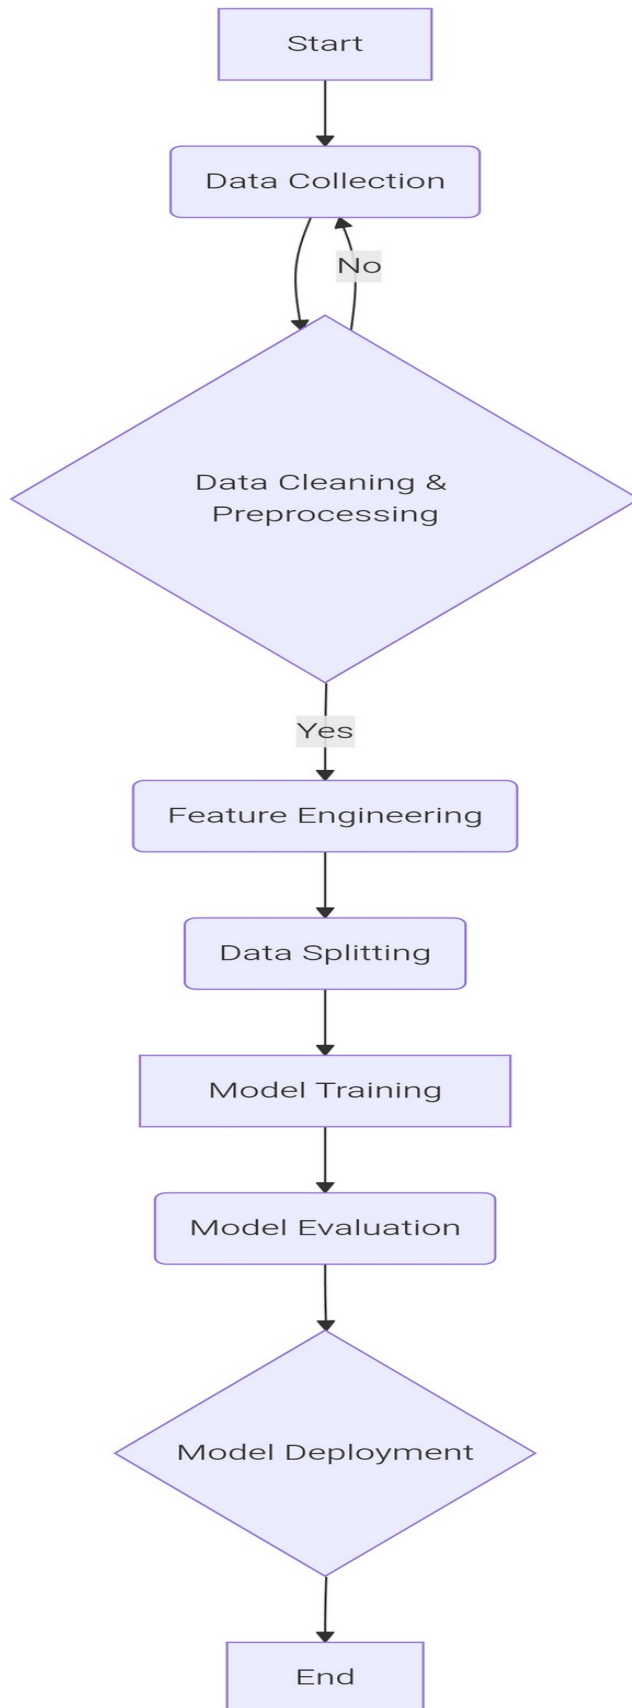 Start
Data Collection
No
Data Cleaning &
Preprocessing
Yes
Feature Engineering
Data Splitting
Model Training
Model Evaluation
Model Deployment
End